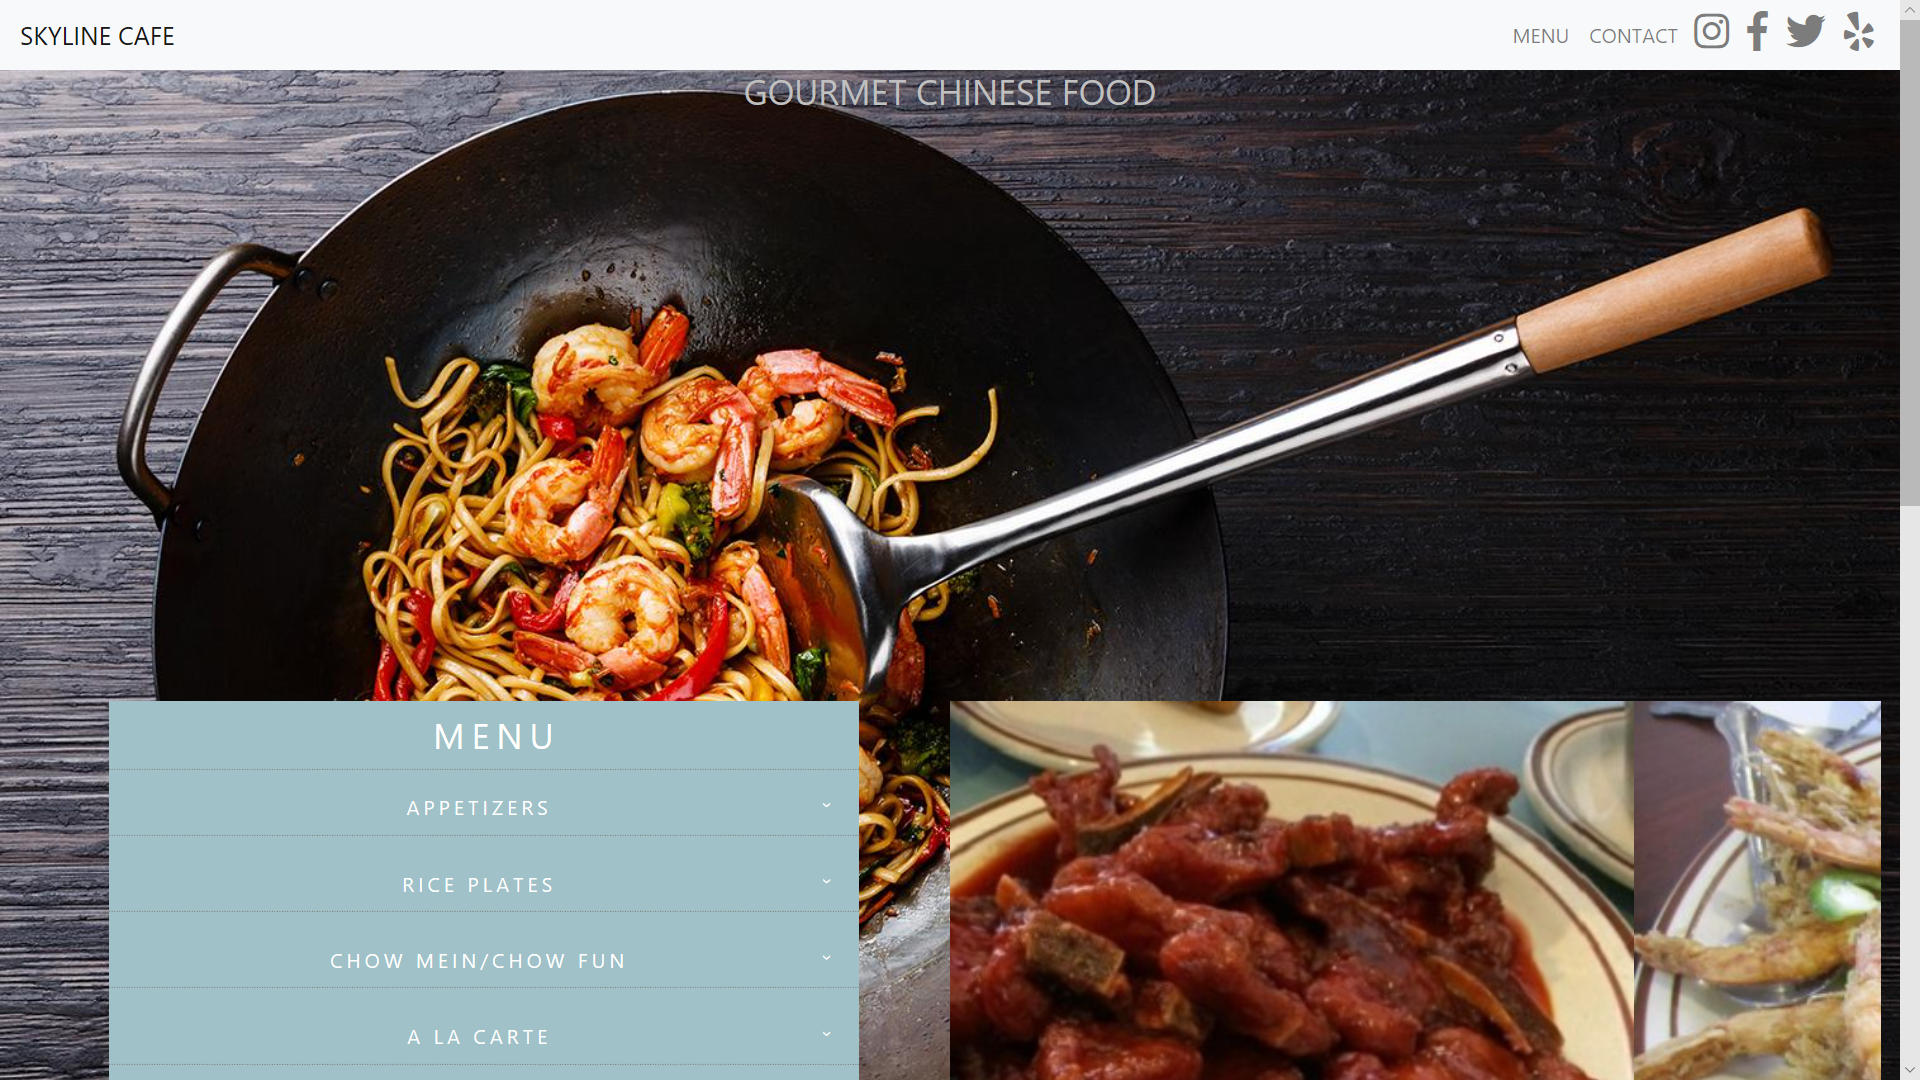 SKYLINE CAFE
MENU CONTACT
GOURMET CHINESE FOOD
MENU
APPETIZERS
RICE PLATES
CHOW MEIN/CHOW FUN
A LA CARTE